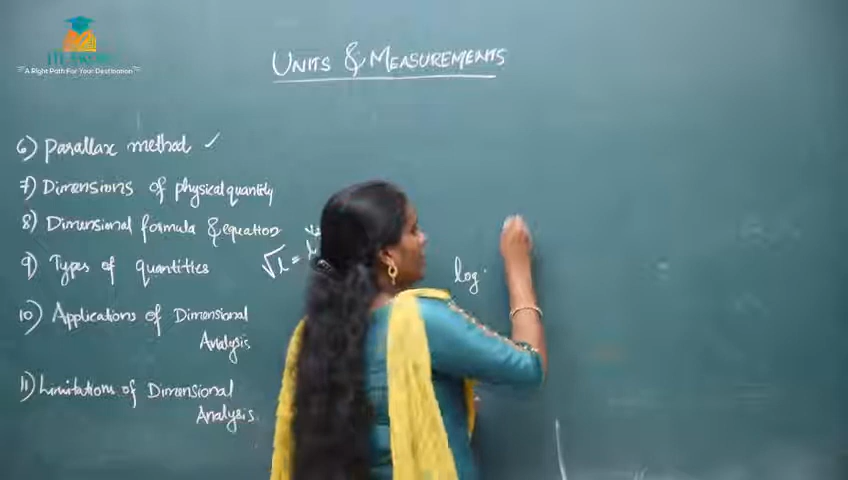 A Right Path For Your Destination
UNITS & MEASUREMENTS
6) Parallax method ✓
7) Dimensions of physical quantity
8) Dimensional formula & equation
9) Types of quantities
10) Applications of Dimensional
Analysis
11) Limitations of Dimensional
Analysis
√L =
log